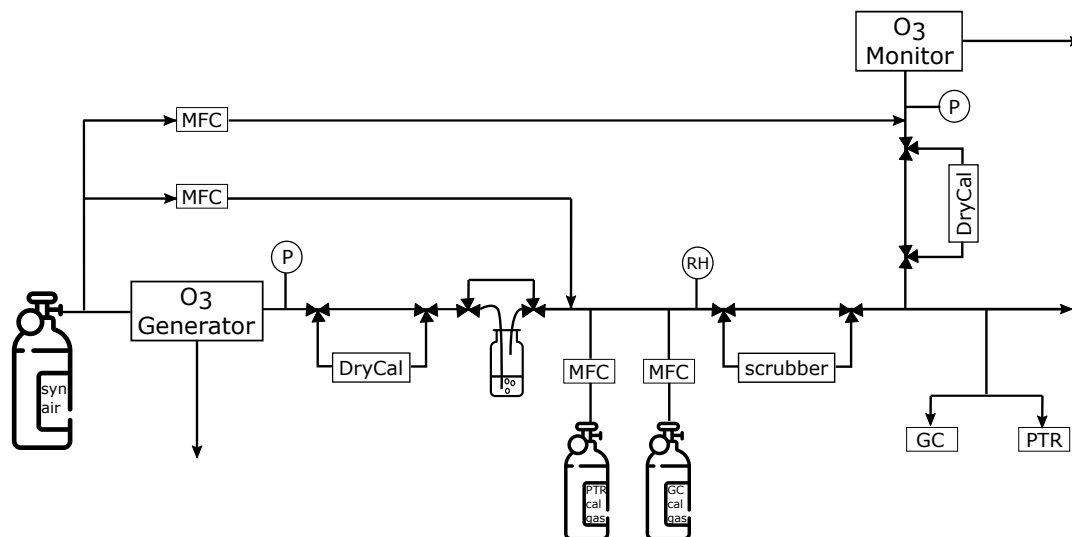 O3
Monitor
MFC
P
MFC
DryCal
P
RH
O3
Generator
syn
air
DryCal
MFC
MFC
scrubber
GC
PTR
PTR
cal
gas
GC
cal
gas